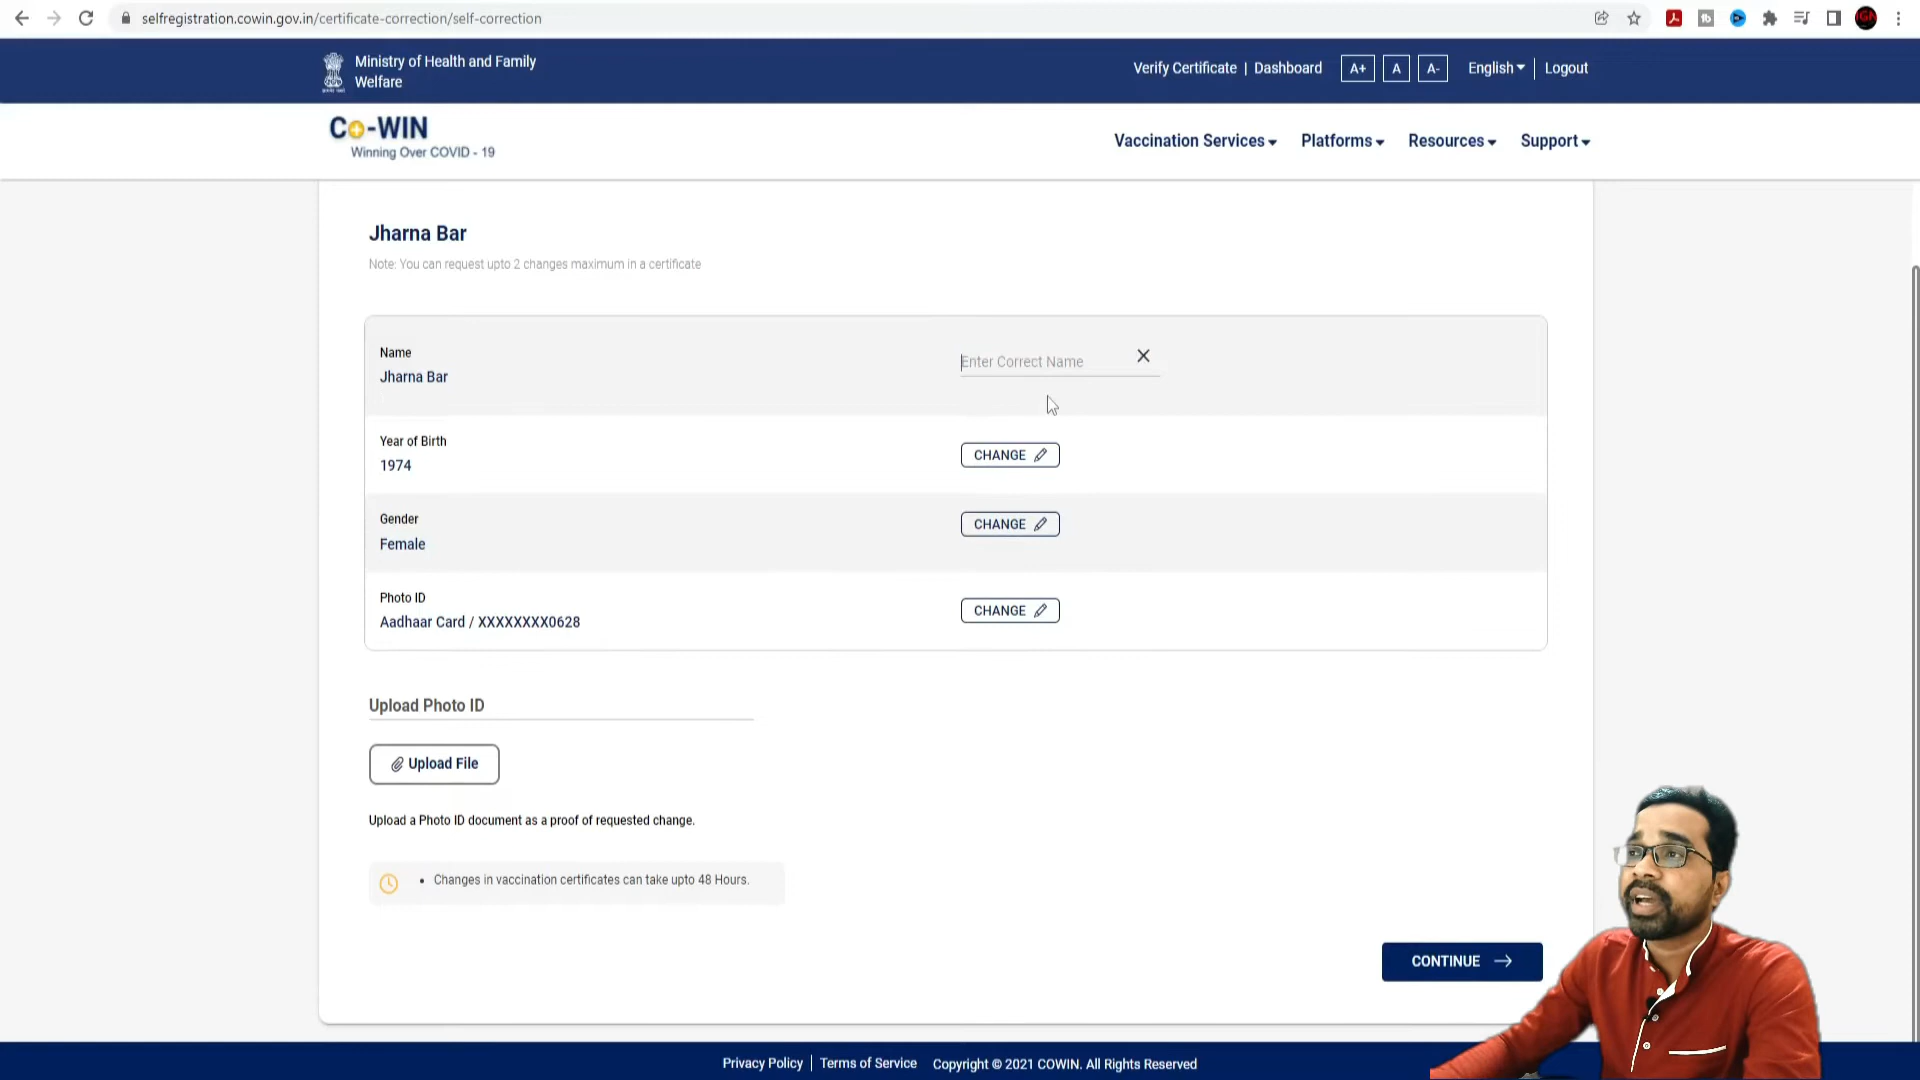 selfregistration.cowin.gov.in/certificate-correction/self-correction
Ministry of Health and Family
Welfare
Verify Certificate | Dashboard A+ A A- English Logout
Co-WIN
Winning Over COVID - 19
Vaccination Services Platforms Resources Support
Jharna Bar
Note: You can request upto 2 changes maximum in a certificate
Name
Jharna Bar
Enter Correct Name
Year of Birth
1974
CHANGE
Gender
Female
CHANGE
Photo ID
Aadhaar Card / XXXXXXXX0628
CHANGE
Upload Photo ID
Upload File
Upload a Photo ID document as a proof of requested change.
• Changes in vaccination certificates can take upto 48 Hours.
CONTINUE
Privacy Policy | Terms of Service Copyright © 2021 COWIN. All Rights Reserved